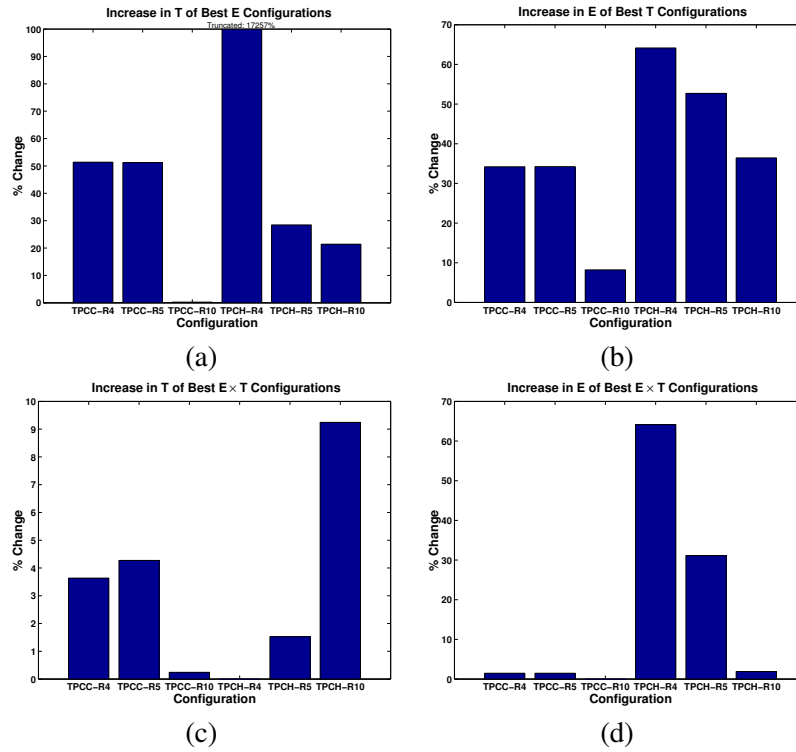 Increase in T of Best E Configurations
Truncated: 17257%
100
90
80
70
60
50
40
30
20
10
0
% Change
TPCC−R4 TPCC−R5 TPCC−R10 TPCH−R4 TPCH−R5 TPCH−R10
Configuration
(a)
Increase in E of Best T Configurations
70
60
50
40
30
20
10
0
% Change
TPCC−R4 TPCC−R5 TPCC−R10 TPCH−R4 TPCH−R5 TPCH−R10
Configuration
(b)
Increase in T of Best E × T Configurations
10
9
8
7
6
5
4
3
2
1
0
% Change
TPCC−R4 TPCC−R5 TPCC−R10 TPCH−R4 TPCH−R5 TPCH−R10
Configuration
(c)
Increase in E of Best E × T Configurations
70
60
50
40
30
20
10
0
% Change
TPCC−R4 TPCC−R5 TPCC−R10 TPCH−R4 TPCH−R5 TPCH−R10
Configuration
(d)